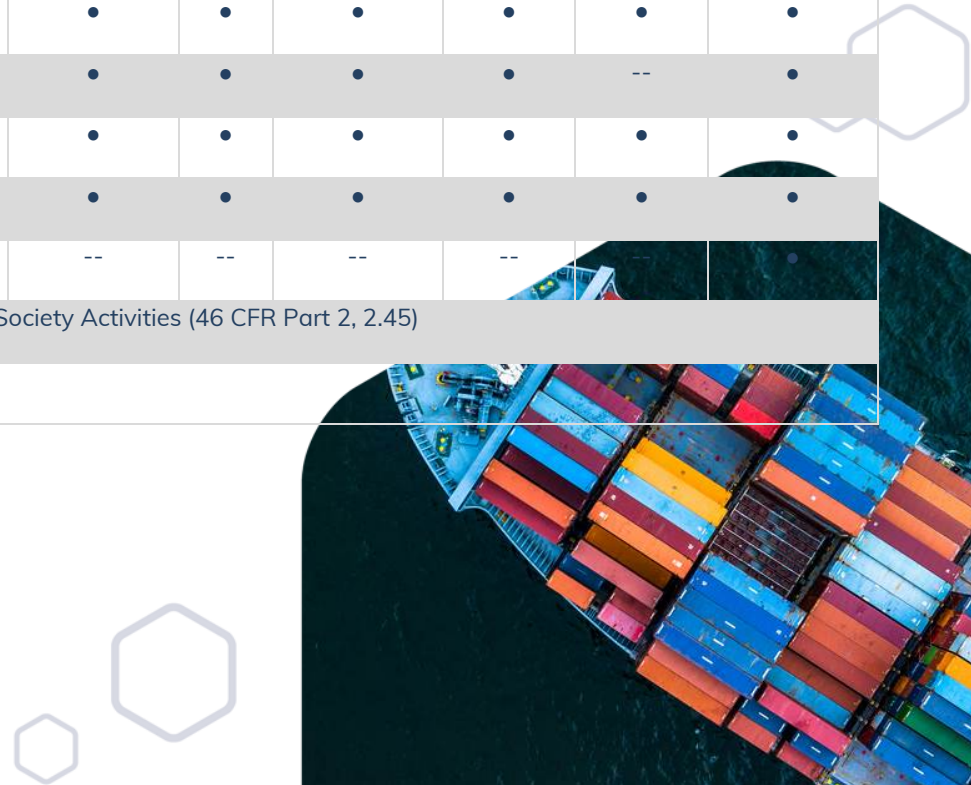 ● ● ● ● ● ●
● ● ● ● -- ●
● ● ● ● ● ●
● ● ● ● ● ●
-- -- -- -- -- ●
Society Activities (46 CFR Part 2, 2.45)